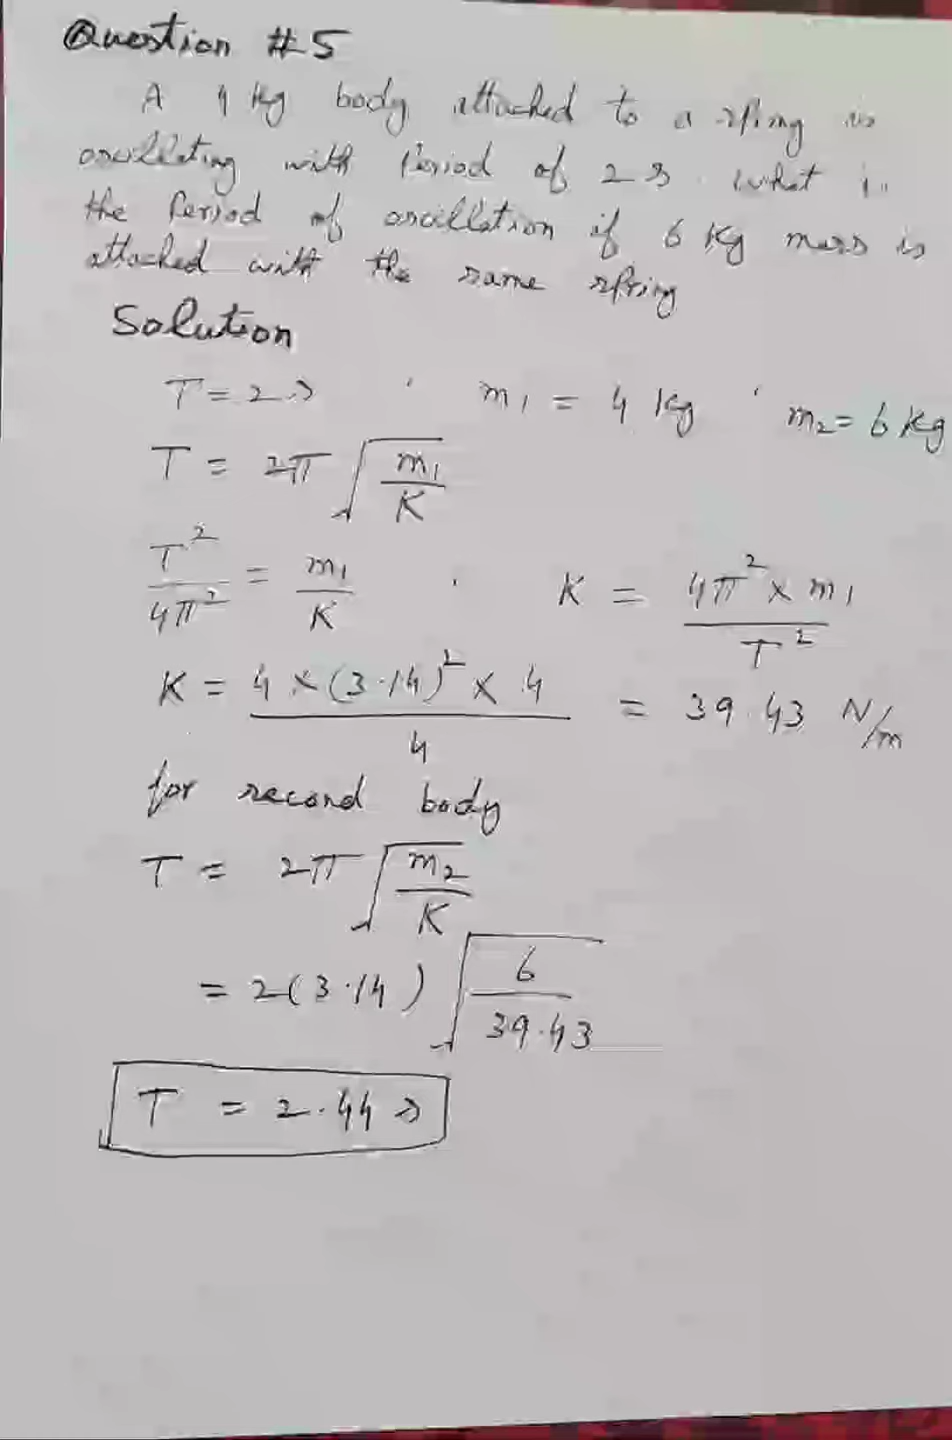 Question #5
A 4 Kg body attached to a spring is
oscillating with Period of 2 s. what is
the Period of oscillation if 6 Kg mass is
attached with the same spring
Solution
T = 2 s , m₁ = 4 kg , m₂ = 6 kg
T = 2π √(m₁/K)
T²/4π² = m₁/K , K = 4π² × m₁/T²
K = 4 × (3.14)² × 4/4 = 39.43 N/m
for second body
T = 2π √(m₂/K)
= 2(3.14) √(6/39.43)
T = 2.44 s